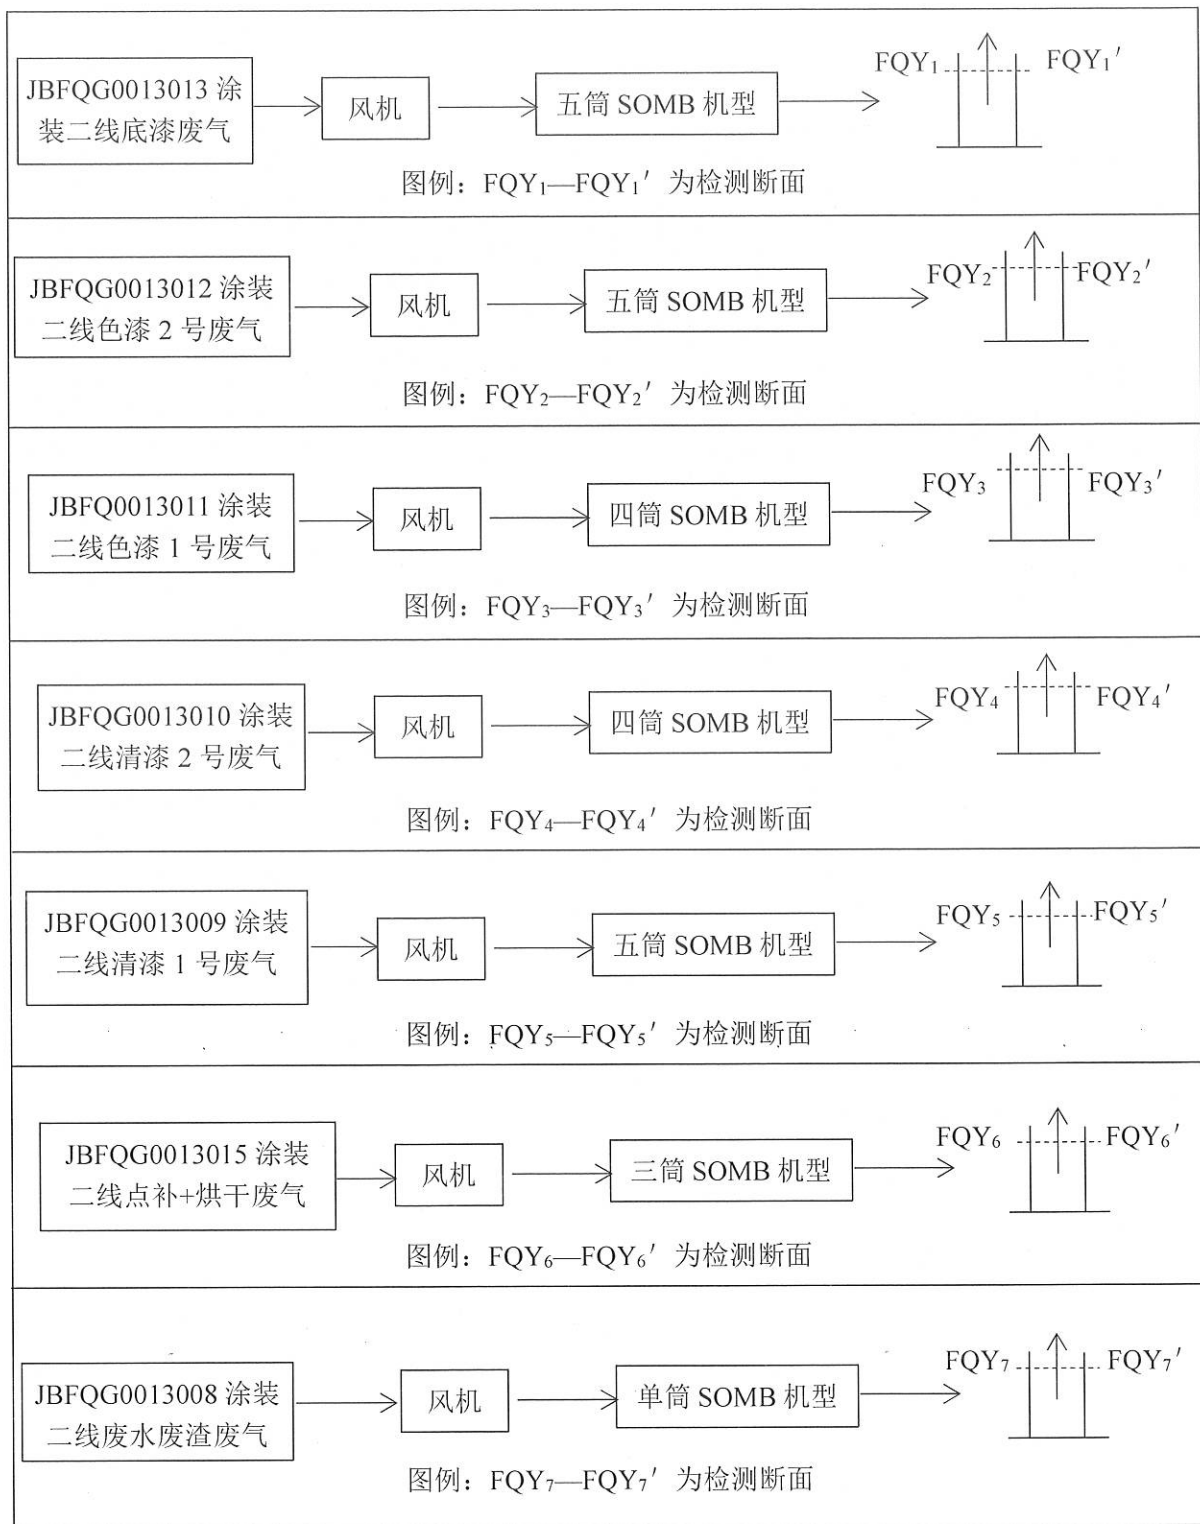 JBFQG0013013 涂
装二线底漆废气
风机
五筒 SOMB 机型
FQY₁
FQY₁′
图例：FQY₁—FQY₁′ 为检测断面
JBFQG0013012 涂装
二线色漆 2 号废气
风机
五筒 SOMB 机型
FQY₂
FQY₂′
图例：FQY₂—FQY₂′ 为检测断面
JBFQ0013011 涂装
二线色漆 1 号废气
风机
四筒 SOMB 机型
FQY₃
FQY₃′
图例：FQY₃—FQY₃′ 为检测断面
JBFQG0013010 涂装
二线清漆 2 号废气
风机
四筒 SOMB 机型
FQY₄
FQY₄′
图例：FQY₄—FQY₄′ 为检测断面
JBFQG0013009 涂装
二线清漆 1 号废气
风机
五筒 SOMB 机型
FQY₅
FQY₅′
图例：FQY₅—FQY₅′ 为检测断面
JBFQG0013015 涂装
二线点补+烘干废气
风机
三筒 SOMB 机型
FQY₆
FQY₆′
图例：FQY₆—FQY₆′ 为检测断面
JBFQG0013008 涂装
二线废水废渣废气
风机
单筒 SOMB 机型
FQY₇
FQY₇′
图例：FQY₇—FQY₇′ 为检测断面